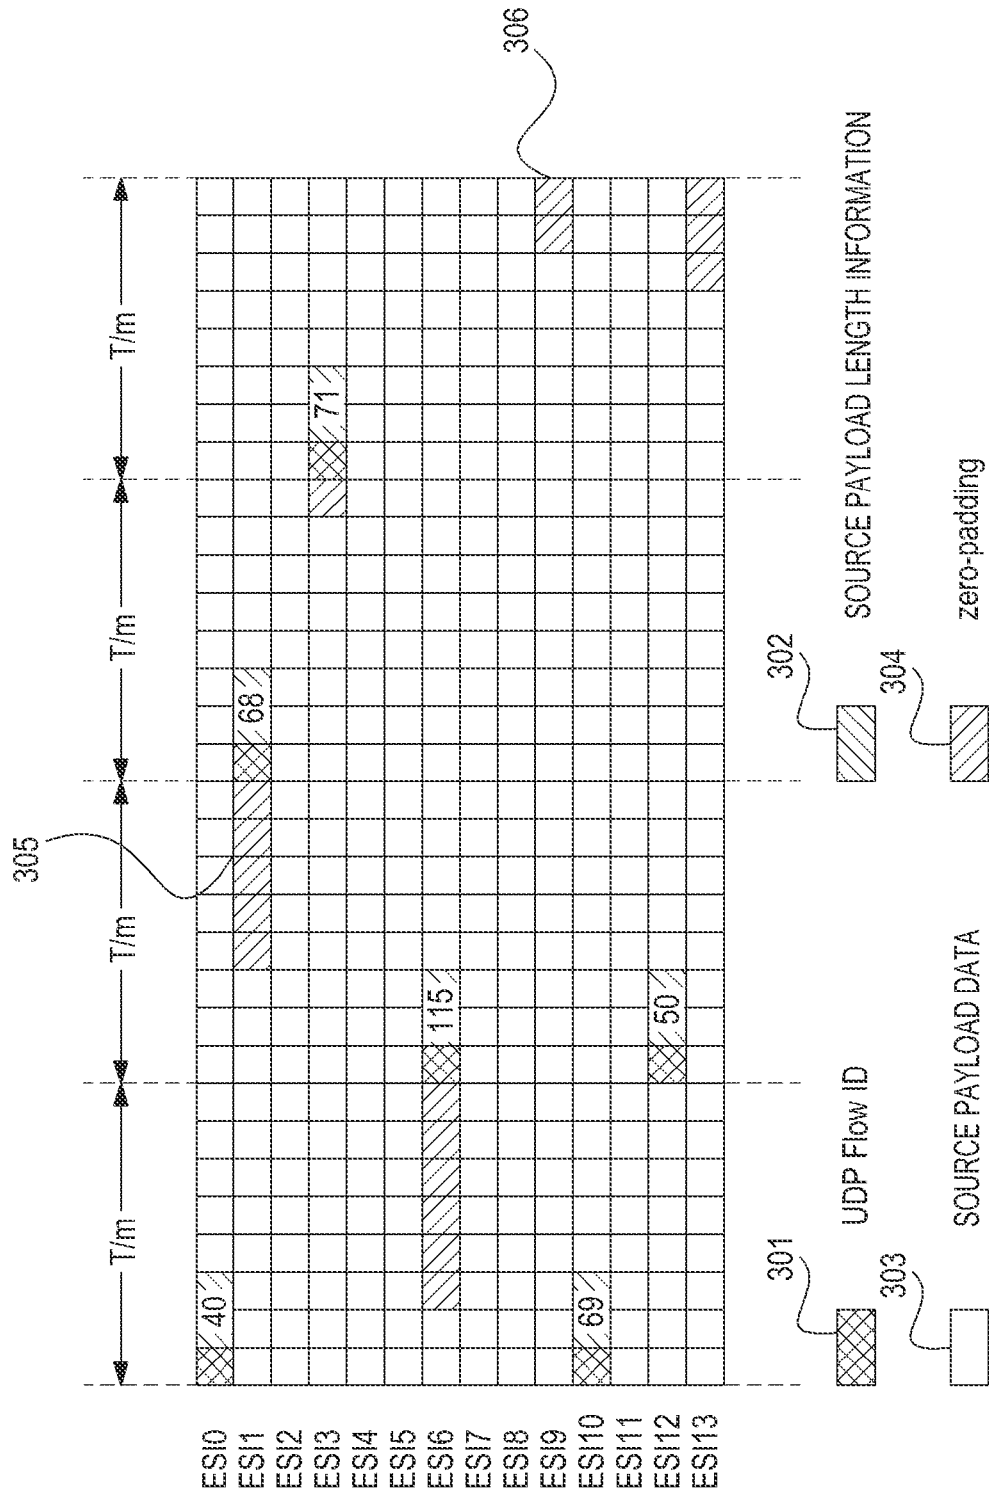 T/m T/m T/m T/m
305
306
ESI0 40
ESI1 68
ESI2
ESI3 71
ESI4
ESI5
ESI6 115
ESI7
ESI8
ESI9
ESI10 69
ESI11
ESI12 50
ESI13
301 UDP Flow ID
302 SOURCE PAYLOAD LENGTH INFORMATION
303 SOURCE PAYLOAD DATA
304 zero-padding